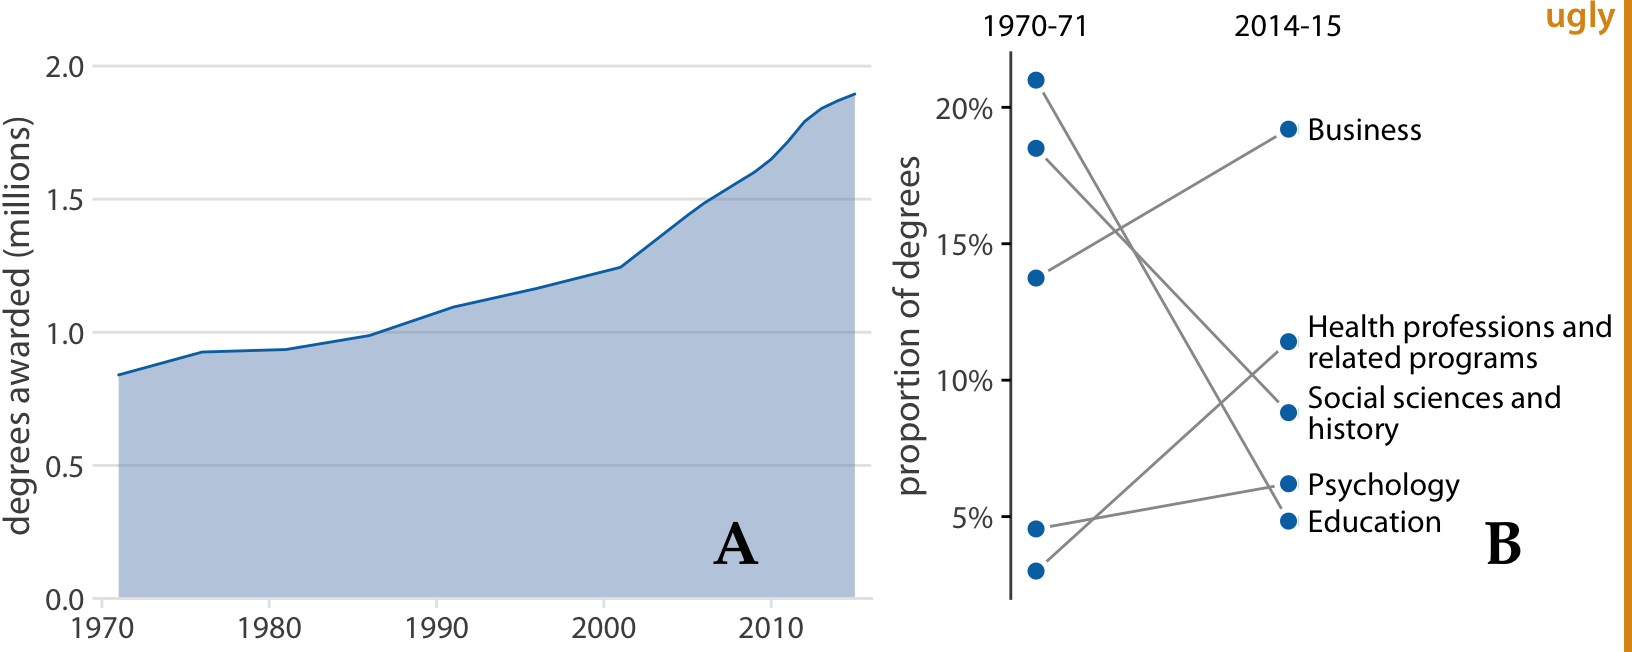 ugly
degrees awarded (millions)
2.0
1.5
1.0
0.5
0.0
1970
1980
1990
2000
2010
A
1970-71
2014-15
proportion of degrees
20%
15%
10%
5%
Business
Health professions and
related programs
Social sciences and
history
Psychology
Education
B